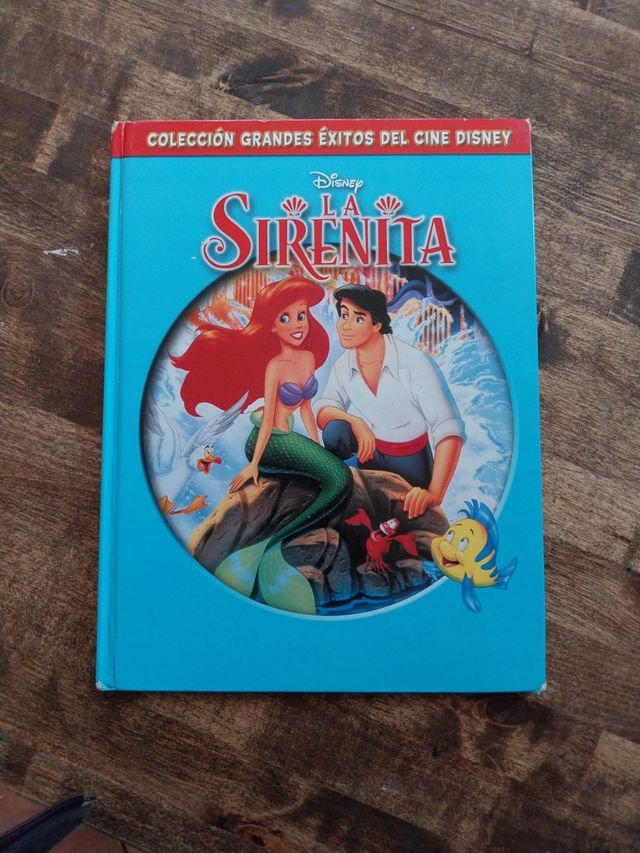 COLECCIÓN GRANDES ÉXITOS DEL CINE DISNEY
Disney
LA
SIRENITA